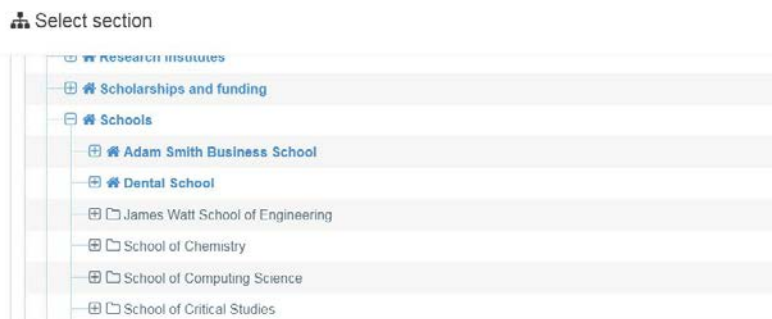 Select section
Research Institutes
Scholarships and funding
Schools
Adam Smith Business School
Dental School
James Watt School of Engineering
School of Chemistry
School of Computing Science
School of Critical Studies